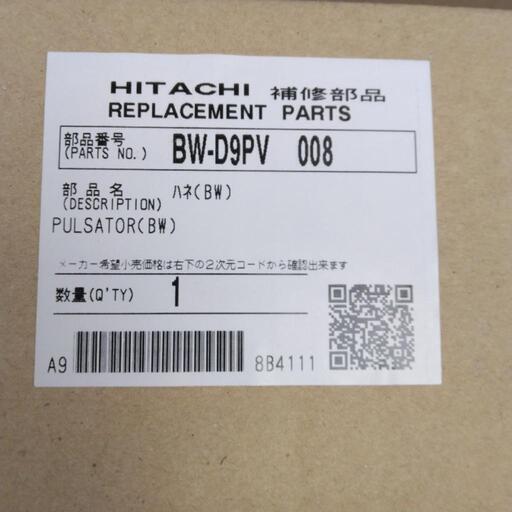 HITACHI 補修部品
REPLACEMENT PARTS
部品番号
(PARTS NO.) BW-D9PV 008
部品名 ﾊﾈ(BW)
(DESCRIPTION)
PULSATOR(BW)
メーカー希望小売価格は右下の2次元コードから確認出来ます
数量(Q'TY) 1
A9 8B4111